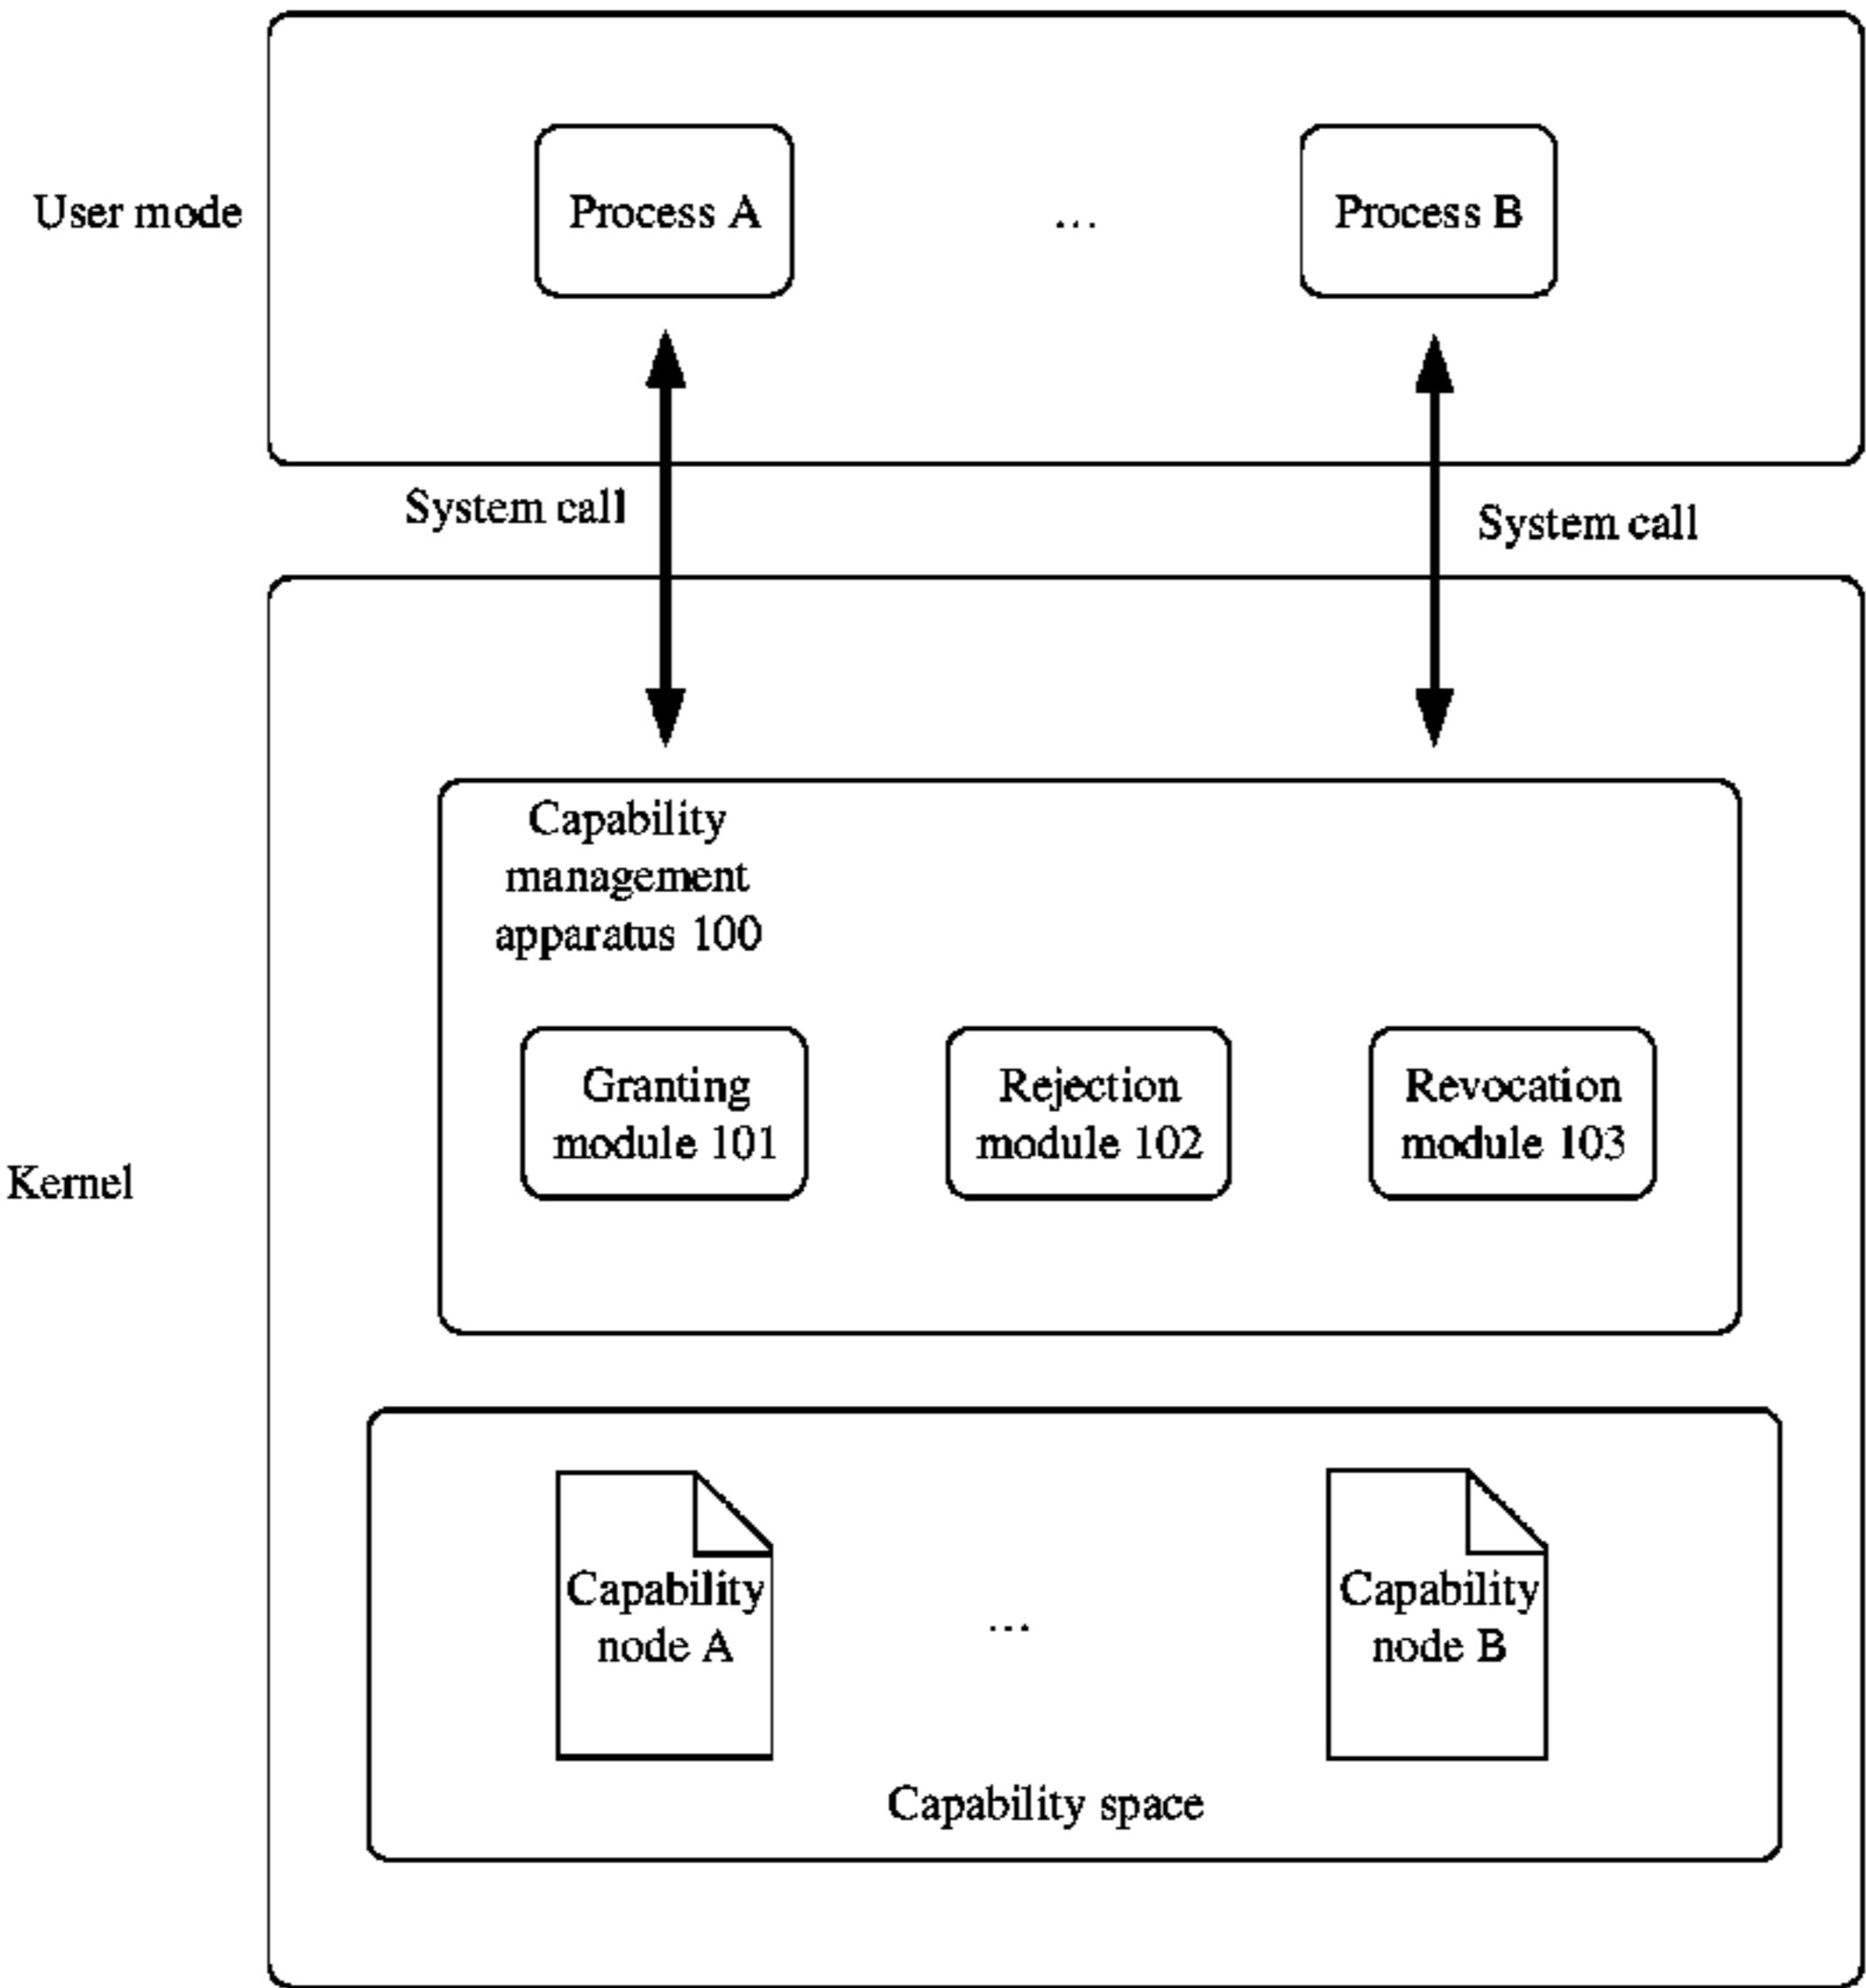 User mode
Process A
...
Process B
System call
System call
Kernel
Capability
management
apparatus 100
Granting
module 101
Rejection
module 102
Revocation
module 103
Capability
node A
...
Capability
node B
Capability space